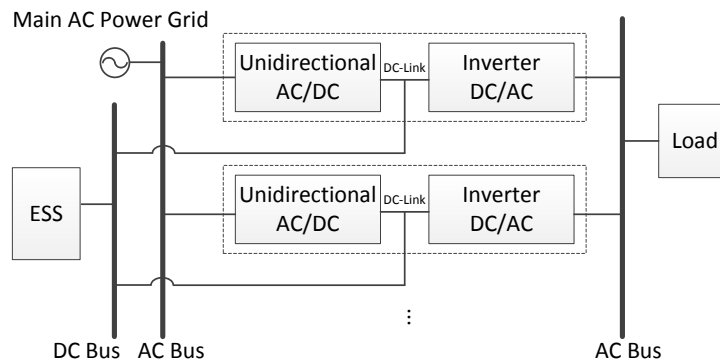 Main AC Power Grid
Unidirectional
AC/DC
DC-Link
Inverter
DC/AC
Load
ESS
Unidirectional
AC/DC
DC-Link
Inverter
DC/AC
...
DC Bus
AC Bus
AC Bus